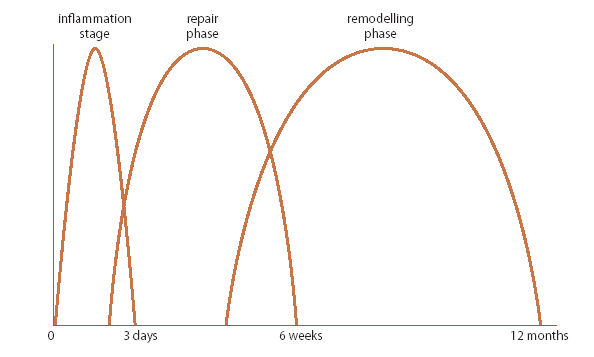 inflammation
stage
repair
phase
remodelling
phase
0
3 days
6 weeks
12 months